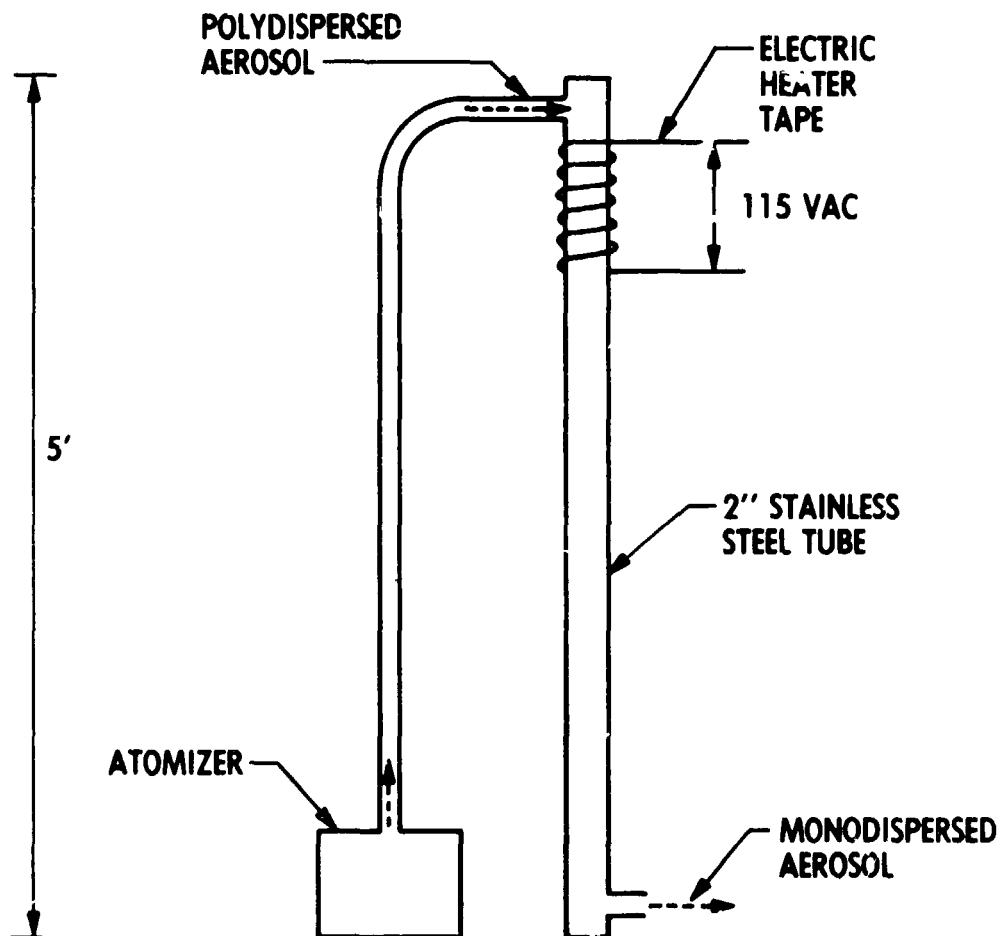 POLYDISPERSED
AEROSOL
ELECTRIC
HEATER
TAPE
115 VAC
5'
2'' STAINLESS
STEEL TUBE
ATOMIZER
MONODISPERSED
AEROSOL